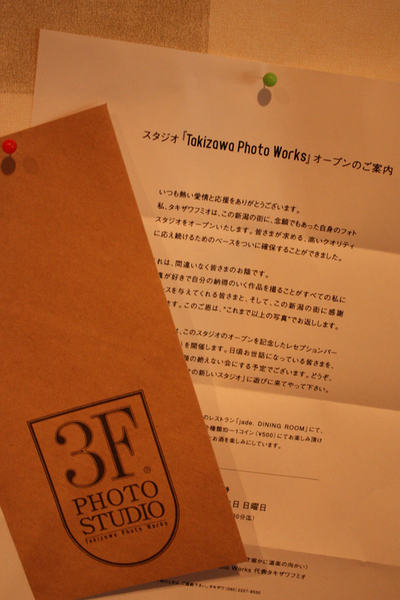 スタジオ『Takizawa Photo Works』オープンのご案内
いつも熱い愛情と応援をありがとうございます。
私、タキザワフミオは、この新潟の街に、念願でもあった自身のフォト
スタジオをオープンいたします。皆さまが求める、高いクオリティ
に応え続けるためのベースをついに確保することができました。
れは、間違いなく皆さまのお陰です。
真が好きで自分の納得のいく作品を撮ることがすべての私に
ースを与えてくれる皆さまと、そして、この新潟の街に感謝
ます。このご恩は、"これまで以上の写真"でお返しします。
は、このスタジオのオープンを記念したレセプションパー
を開催します。日頃お世話になっている皆さまを、
の絶えない会にする予定でございます。どうぞ、
の新しいスタジオ」に遊びに来てやって下さい。
のレストラン「jade. DINING ROOM」にて、
種類均一1コイン(¥500)にてお楽しみ頂け
お酒を楽しみにしています。
日 日曜日
30分迄)
温泉の向かい)
Works 代表タキザワフミオ
3F
®
PHOTO
STUDIO
Takizawa Photo Works